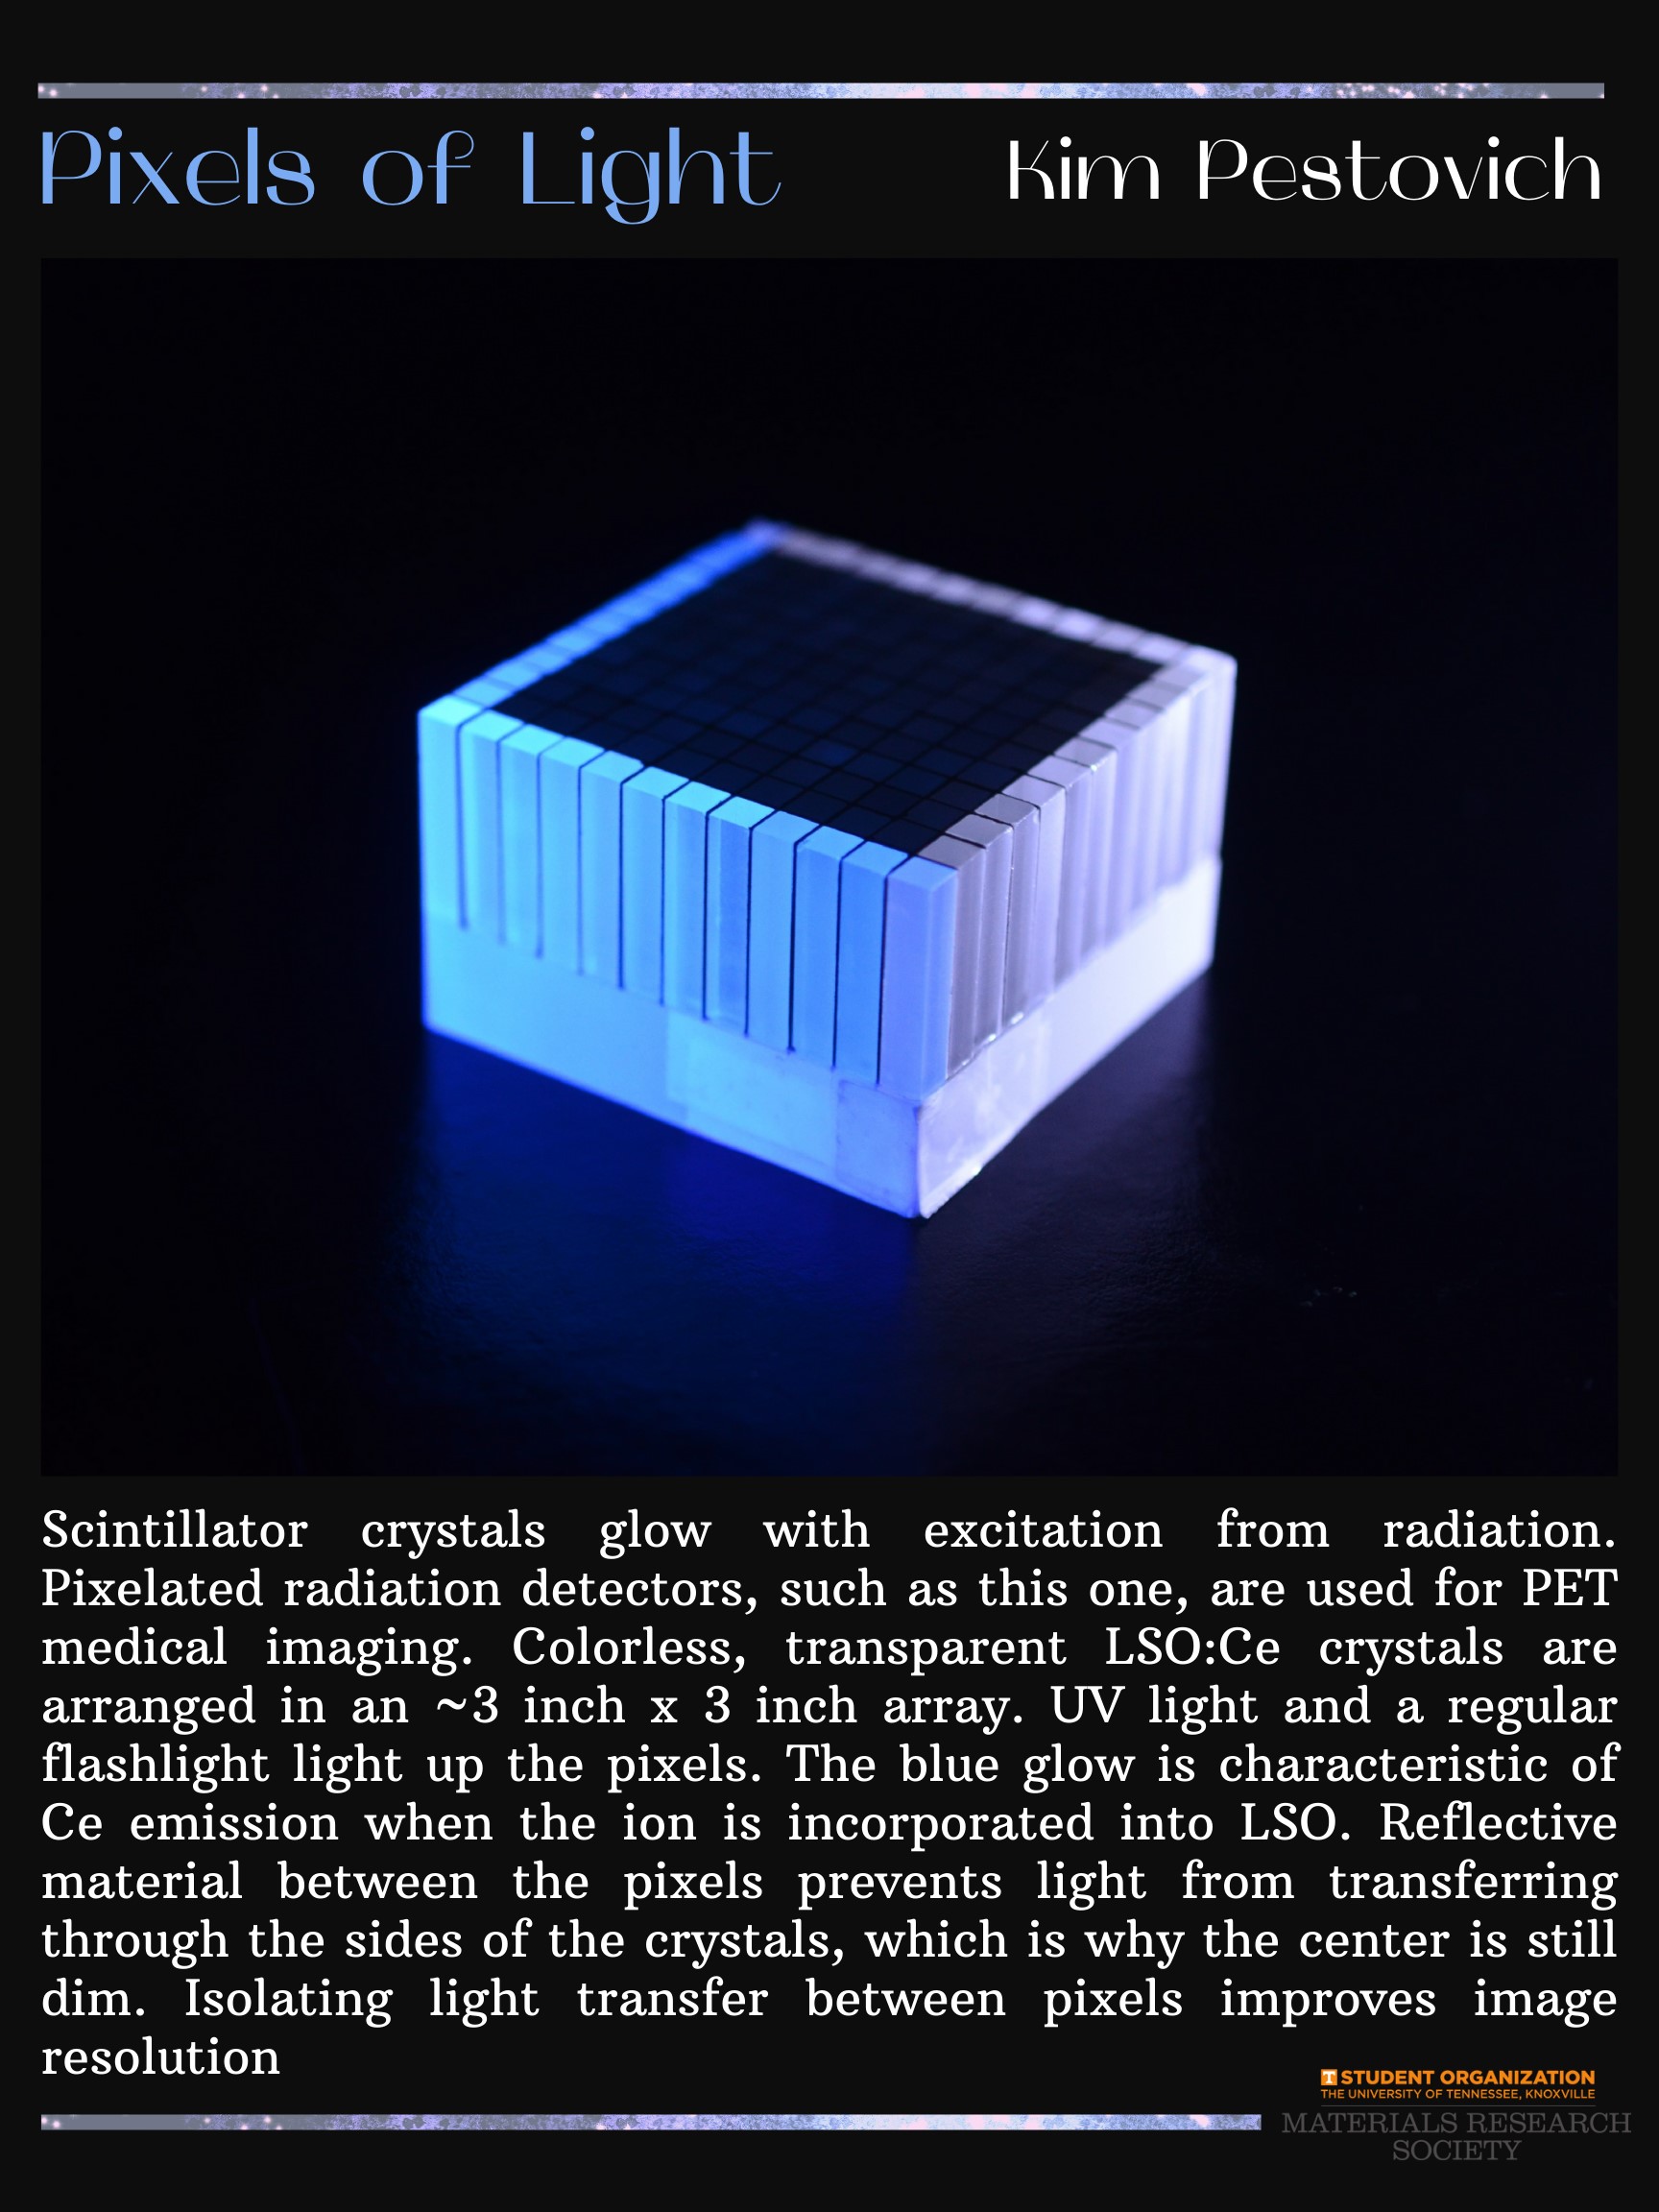 Pixels of Light
Kim Pestovich
Scintillator crystals glow with excitation from radiation.
Pixelated radiation detectors, such as this one, are used for PET
medical imaging. Colorless, transparent LSO:Ce crystals are
arranged in an ~3 inch x 3 inch array. UV light and a regular
flashlight light up the pixels. The blue glow is characteristic of
Ce emission when the ion is incorporated into LSO. Reflective
material between the pixels prevents light from transferring
through the sides of the crystals, which is why the center is still
dim. Isolating light transfer between pixels improves image
resolution
T STUDENT ORGANIZATION
THE UNIVERSITY OF TENNESSEE, KNOXVILLE
MATERIALS RESEARCH
SOCIETY